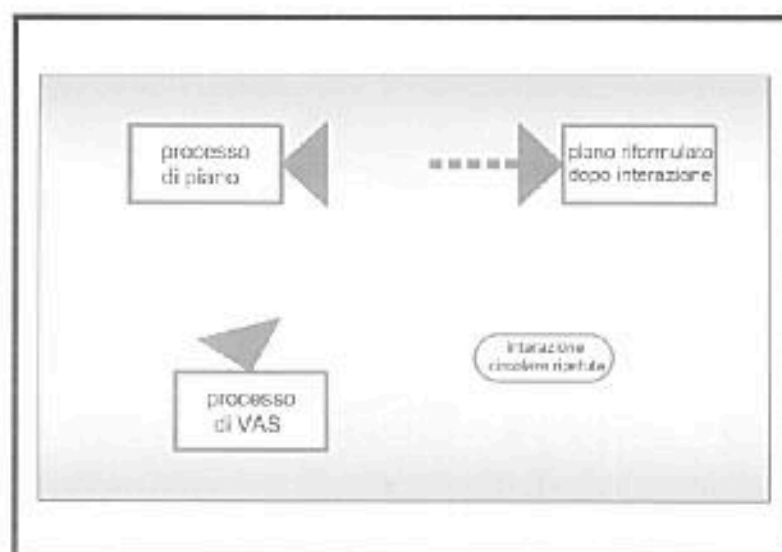 processo
di piano
piano riformulato
dopo interazione
interazione
circolare ripetuta
processo
di VAS